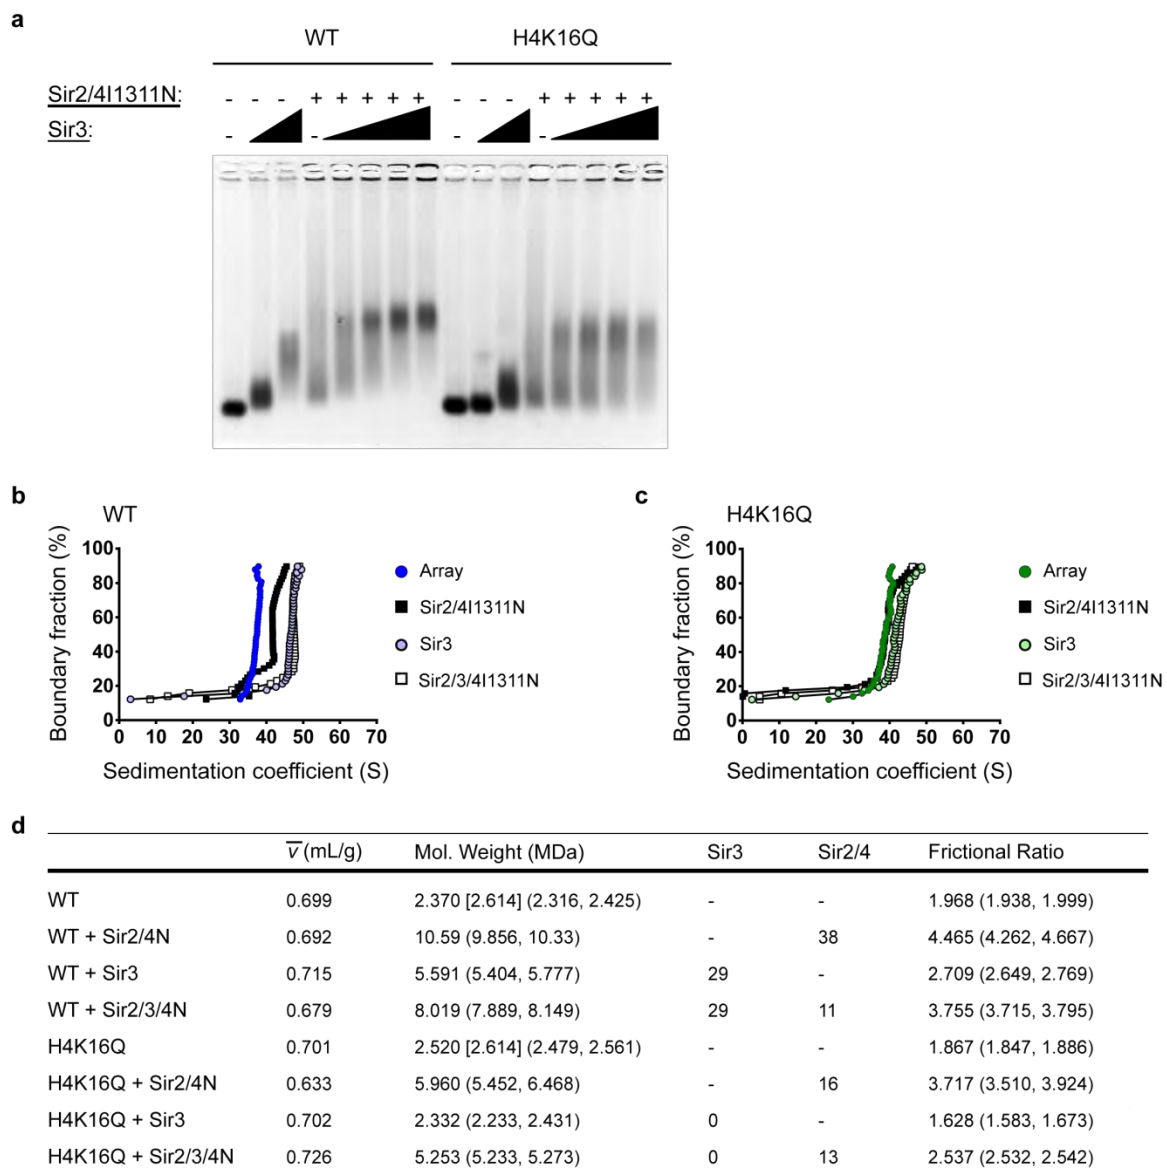 a
WT H4K16Q
Sir2/4I1311N: - - - + + + + + - - - + + + + +
Sir3: - - - -
b
WT
Boundary fraction (%)
100
80
60
40
20
0
0 10 20 30 40 50 60 70
Sedimentation coefficient (S)
Array
Sir2/4I1311N
Sir3
Sir2/3/4I1311N
c
H4K16Q
Boundary fraction (%)
100
80
60
40
20
0
0 10 20 30 40 50 60 70
Sedimentation coefficient (S)
Array
Sir2/4I1311N
Sir3
Sir2/3/4I1311N
d
v (mL/g) Mol. Weight (MDa) Sir3 Sir2/4 Frictional Ratio
WT 0.699 2.370 [2.614] (2.316, 2.425) - - 1.968 (1.938, 1.999)
WT + Sir2/4N 0.692 10.59 (9.856, 10.33) - 38 4.465 (4.262, 4.667)
WT + Sir3 0.715 5.591 (5.404, 5.777) 29 - 2.709 (2.649, 2.769)
WT + Sir2/3/4N 0.679 8.019 (7.889, 8.149) 29 11 3.755 (3.715, 3.795)
H4K16Q 0.701 2.520 [2.614] (2.479, 2.561) - - 1.867 (1.847, 1.886)
H4K16Q + Sir2/4N 0.633 5.960 (5.452, 6.468) - 16 3.717 (3.510, 3.924)
H4K16Q + Sir3 0.702 2.332 (2.233, 2.431) 0 - 1.628 (1.583, 1.673)
H4K16Q + Sir2/3/4N 0.726 5.253 (5.233, 5.273) 0 13 2.537 (2.532, 2.542)